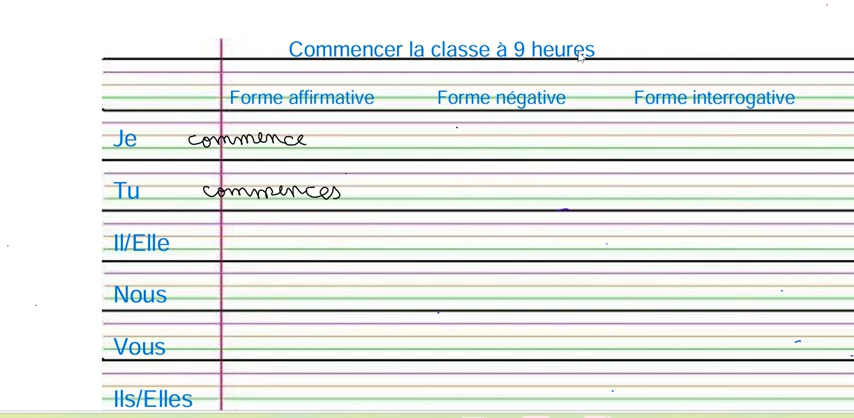 Commencer la classe à 9 heures
Forme affirmative Forme négative Forme interrogative
Je commence
Tu commences
Il/Elle
Nous
Vous
Ils/Elles